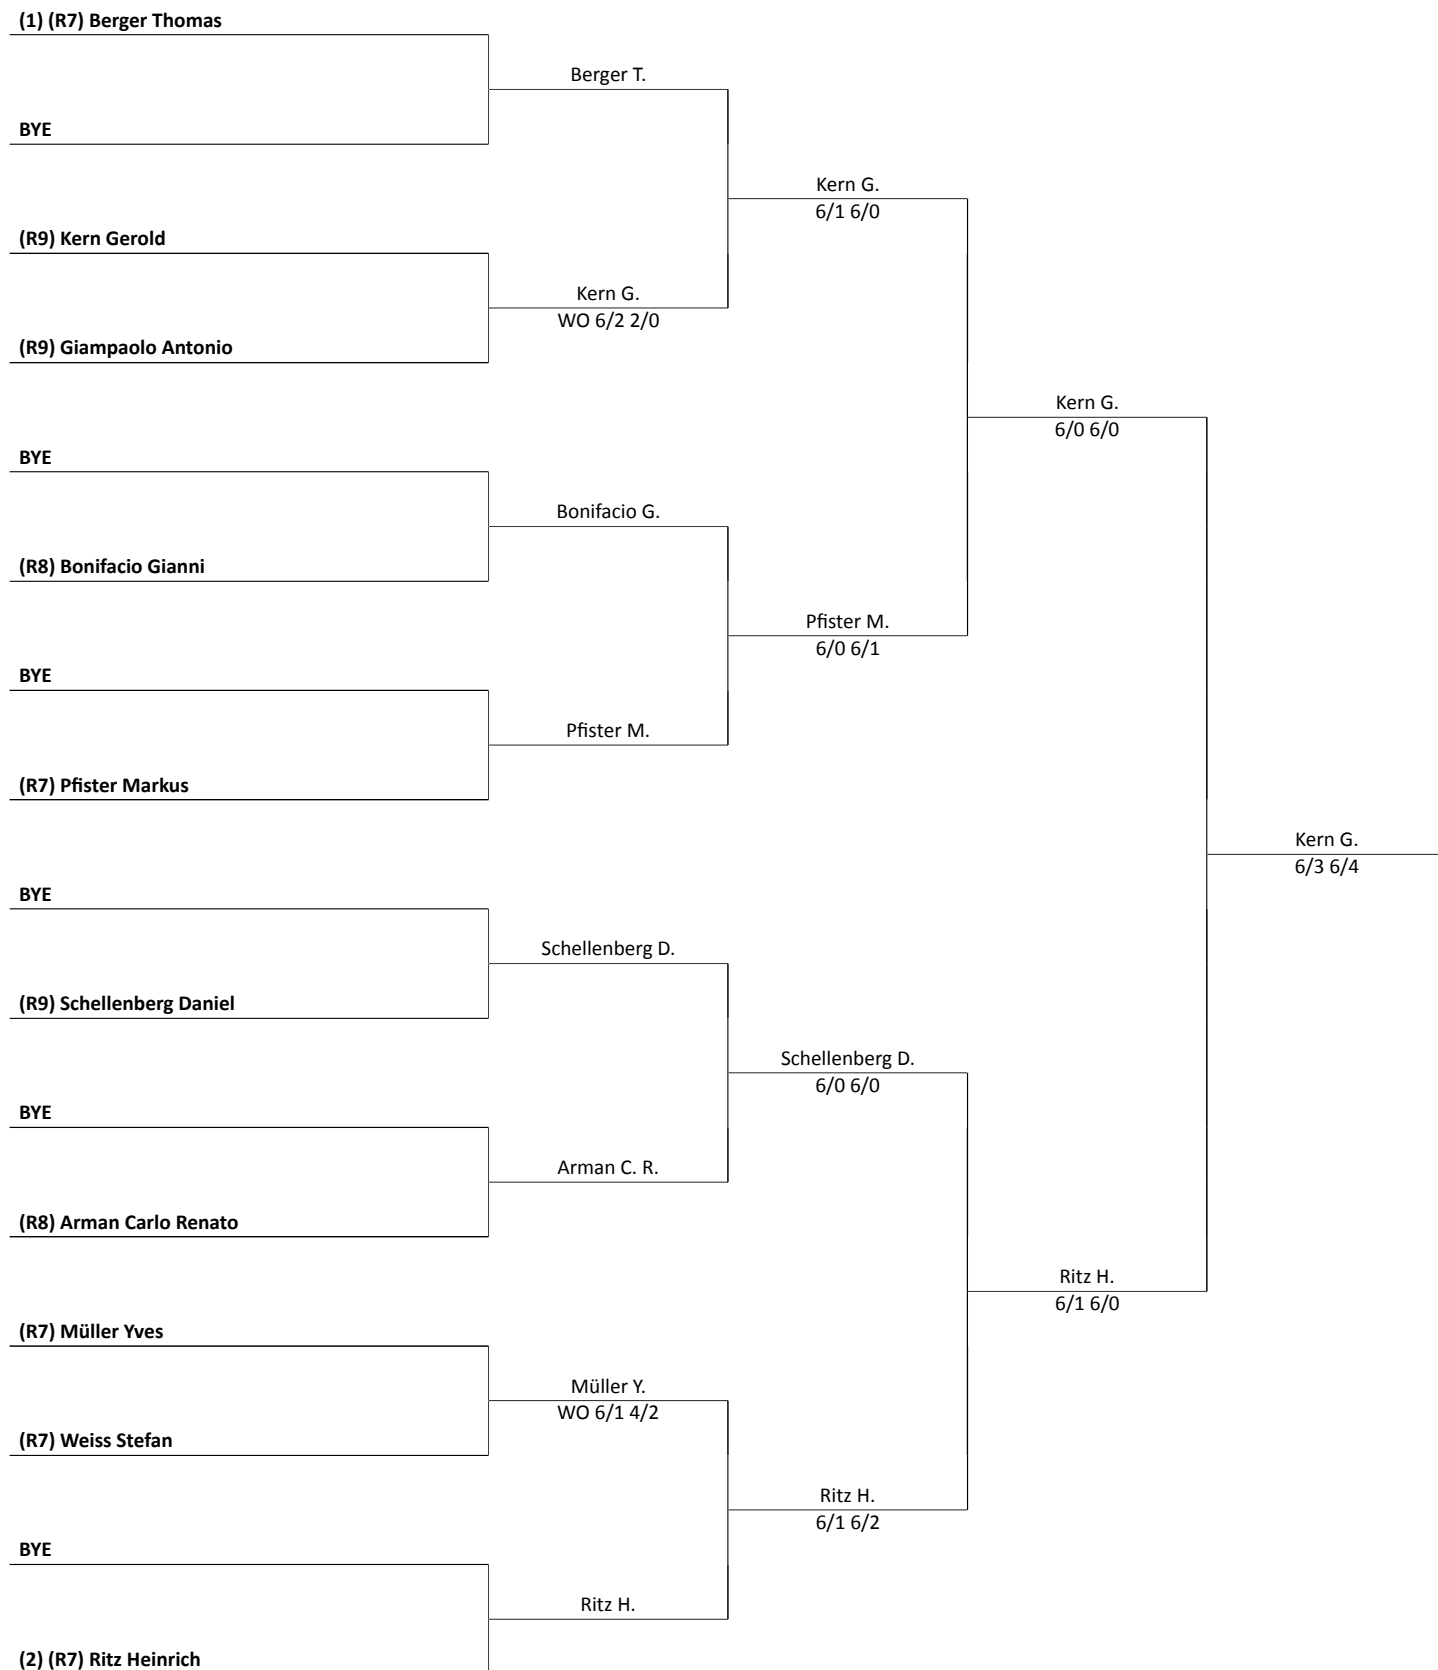 (1) (R7) Berger Thomas
Berger T.
BYE
Kern G.
6/1 6/0
(R9) Kern Gerold
Kern G.
WO 6/2 2/0
(R9) Giampaolo Antonio
Kern G.
6/0 6/0
BYE
Bonifacio G.
(R8) Bonifacio Gianni
Pfister M.
6/0 6/1
BYE
Pfister M.
(R7) Pfister Markus
Kern G.
6/3 6/4
BYE
Schellenberg D.
(R9) Schellenberg Daniel
Schellenberg D.
6/0 6/0
BYE
Arman C. R.
(R8) Arman Carlo Renato
Ritz H.
6/1 6/0
(R7) Müller Yves
Müller Y.
WO 6/1 4/2
(R7) Weiss Stefan
Ritz H.
6/1 6/2
BYE
Ritz H.
(2) (R7) Ritz Heinrich